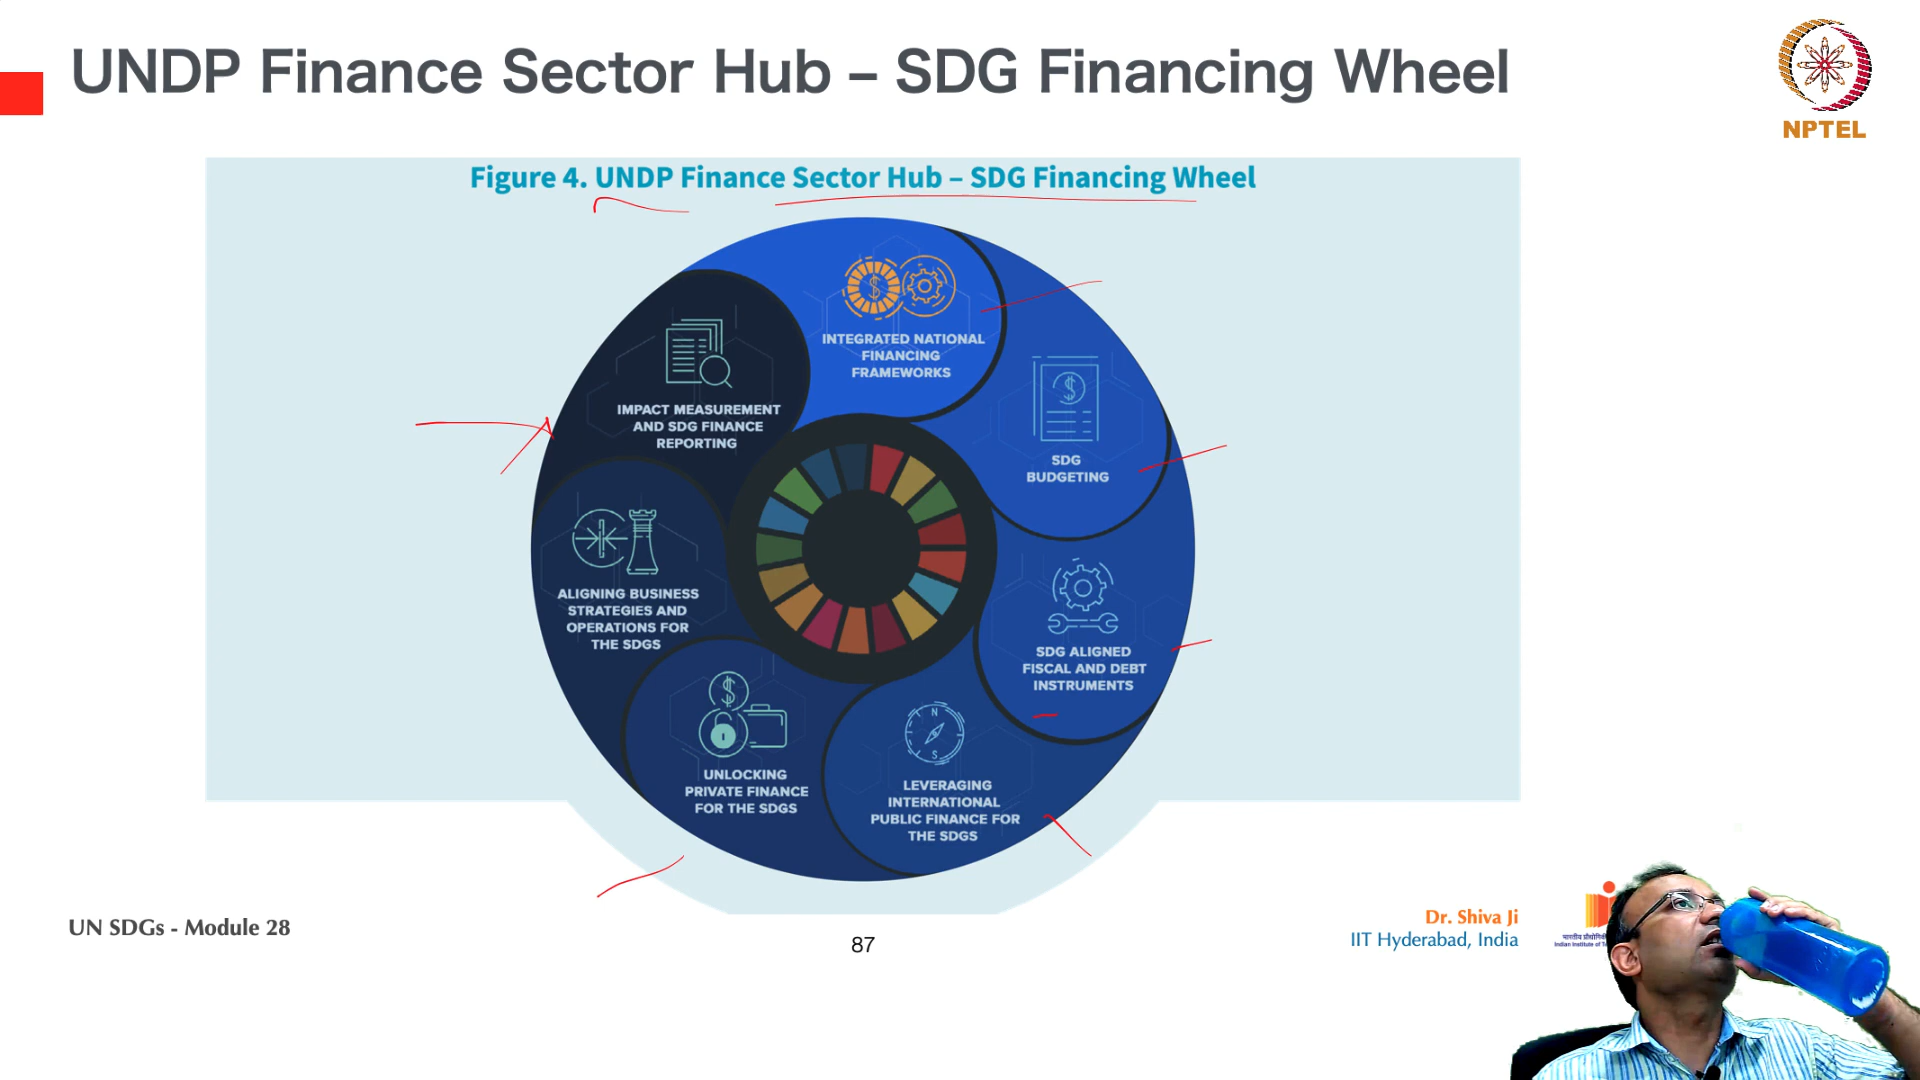 UNDP Finance Sector Hub – SDG Financing Wheel
NPTEL
Figure 4. UNDP Finance Sector Hub – SDG Financing Wheel
INTEGRATED NATIONAL
FINANCING
FRAMEWORKS
SDG
BUDGETING
SDG ALIGNED
FISCAL AND DEBT
INSTRUMENTS
LEVERAGING
INTERNATIONAL
PUBLIC FINANCE FOR
THE SDGS
UNLOCKING
PRIVATE FINANCE
FOR THE SDGS
ALIGNING BUSINESS
STRATEGIES AND
OPERATIONS FOR
THE SDGS
IMPACT MEASUREMENT
AND SDG FINANCE
REPORTING
N
S
UN SDGs - Module 28
87
Dr. Shiva Ji
IIT Hyderabad, India
Indian Institute of